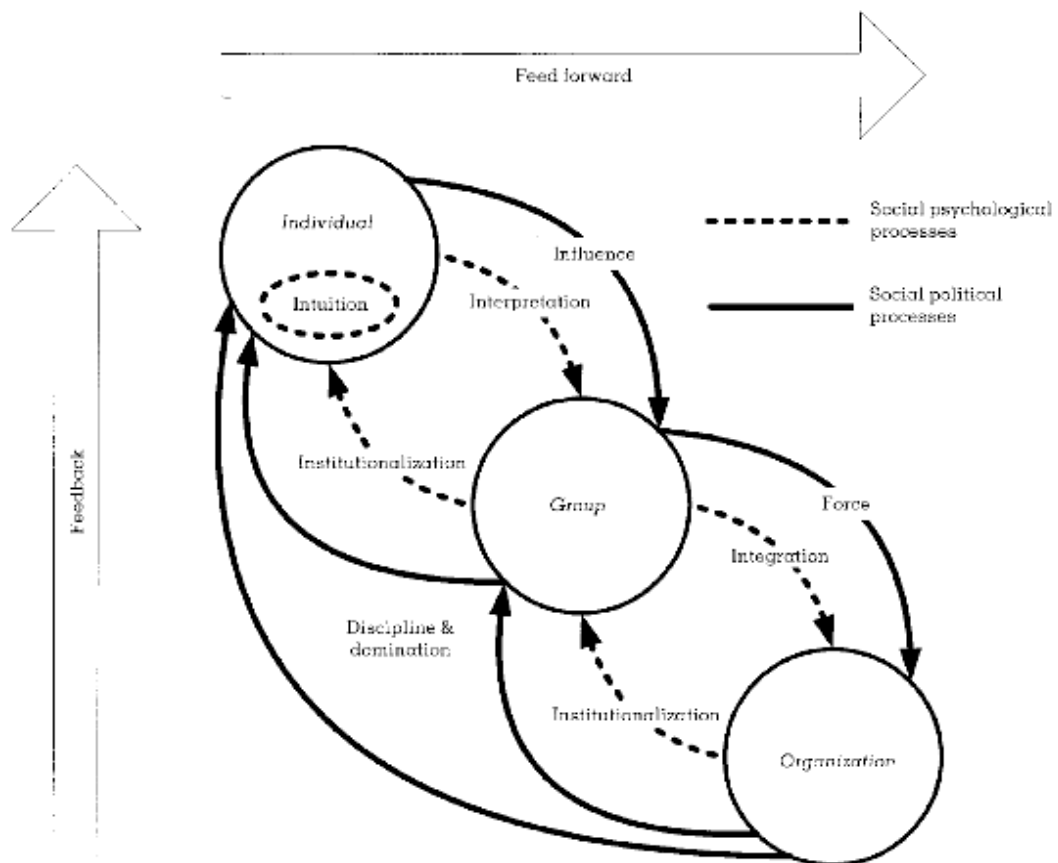 Feed forward
Individual
Intuition
Influence
Interpretation
Social psychological
processes
Social political
processes
Feedback
Institutionalization
Group
Force
Integration
Discipline &
domination
Institutionalization
Organization